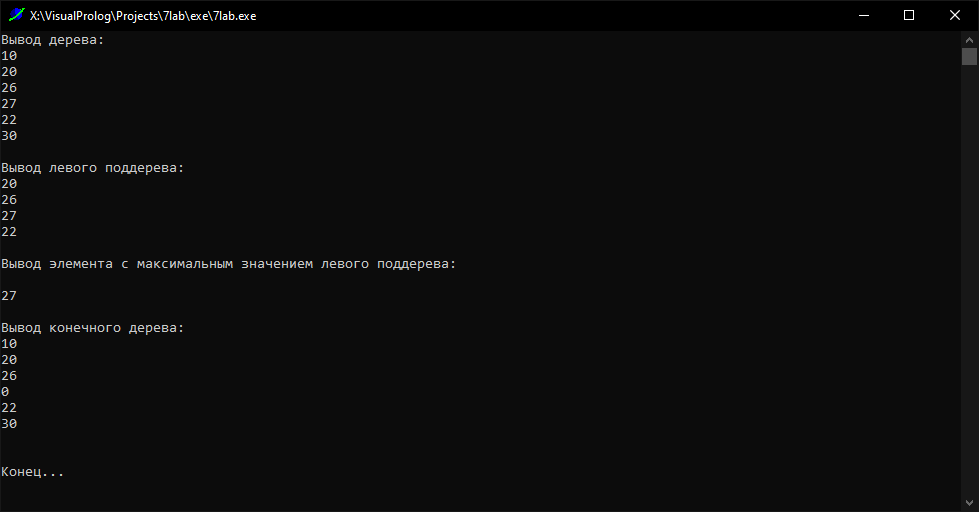 X:\VisualProlog\Projects\7lab\exe\7lab.exe
Вывод дерева:
10
20
26
27
22
30
Вывод левого поддерева:
20
26
27
22
Вывод элемента с максимальным значением левого поддерева:
27
Вывод конечного дерева:
10
20
26
0
22
30
Конец...